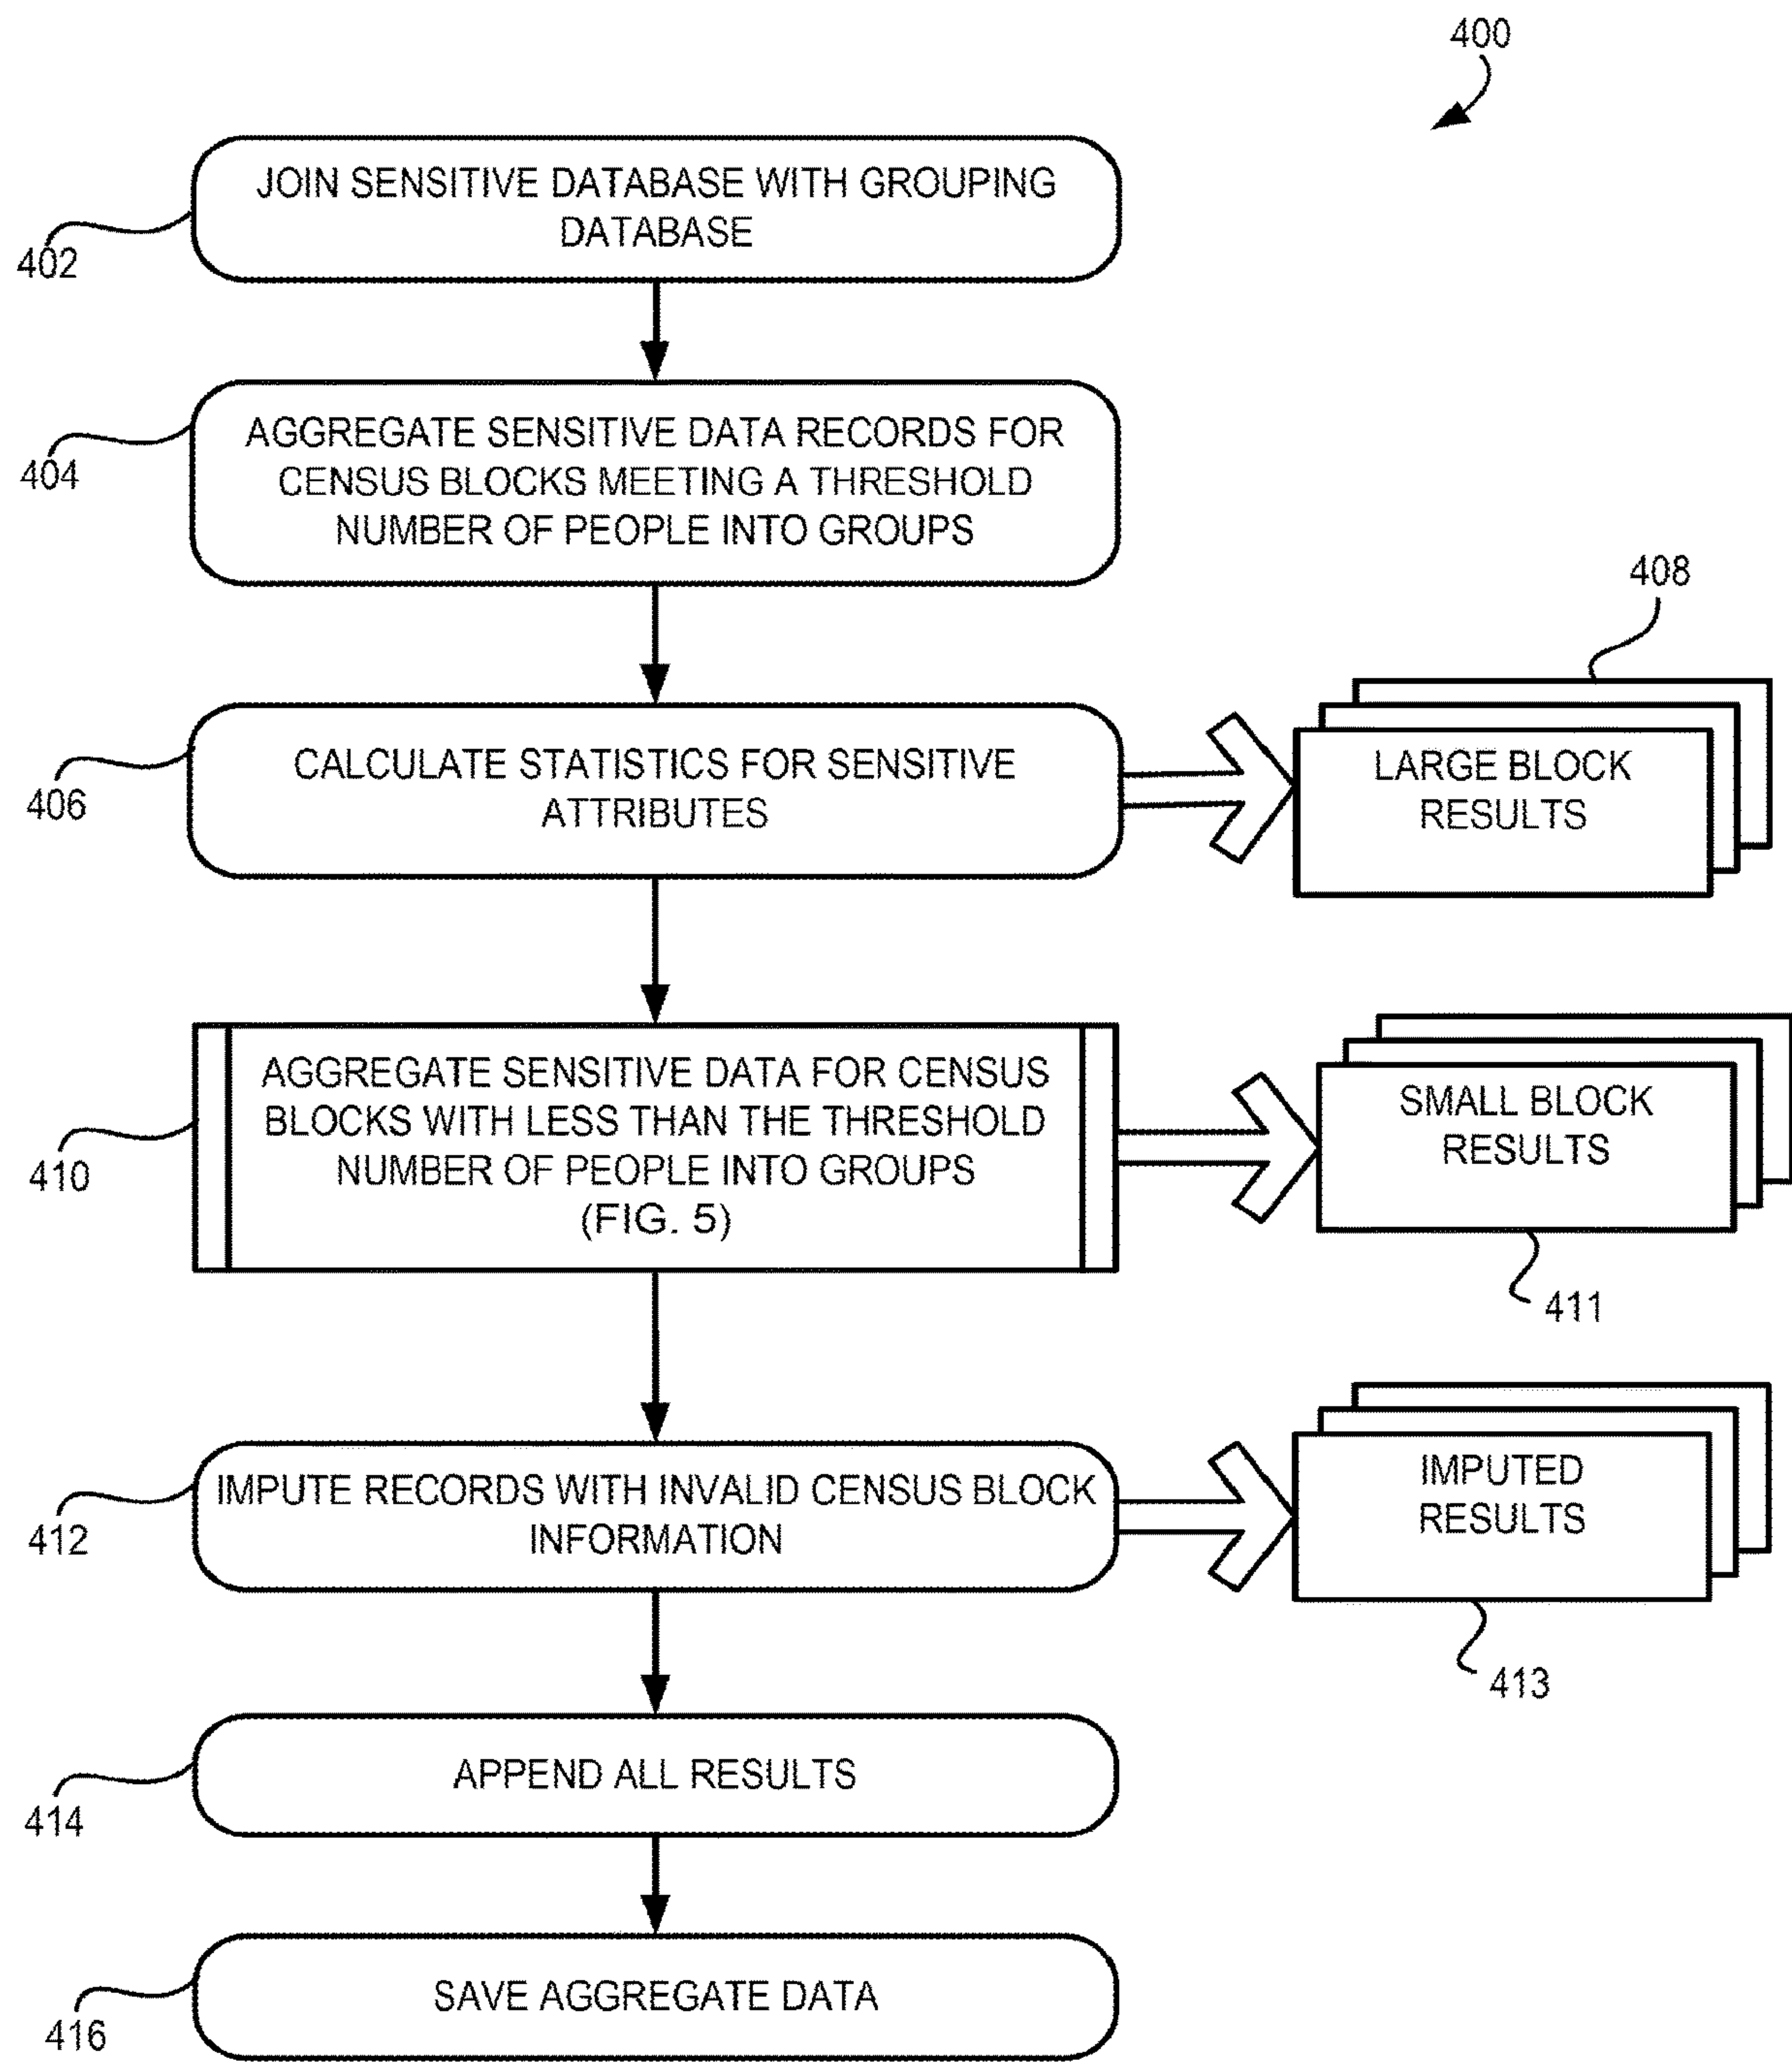 400
JOIN SENSITIVE DATABASE WITH GROUPING
DATABASE
402
AGGREGATE SENSITIVE DATA RECORDS FOR
CENSUS BLOCKS MEETING A THRESHOLD
NUMBER OF PEOPLE INTO GROUPS
404
408
CALCULATE STATISTICS FOR SENSITIVE
ATTRIBUTES
406
LARGE BLOCK
RESULTS
AGGREGATE SENSITIVE DATA FOR CENSUS
BLOCKS WITH LESS THAN THE THRESHOLD
NUMBER OF PEOPLE INTO GROUPS
(FIG. 5)
410
SMALL BLOCK
RESULTS
411
IMPUTE RECORDS WITH INVALID CENSUS BLOCK
INFORMATION
412
IMPUTED
RESULTS
413
APPEND ALL RESULTS
414
SAVE AGGREGATE DATA
416